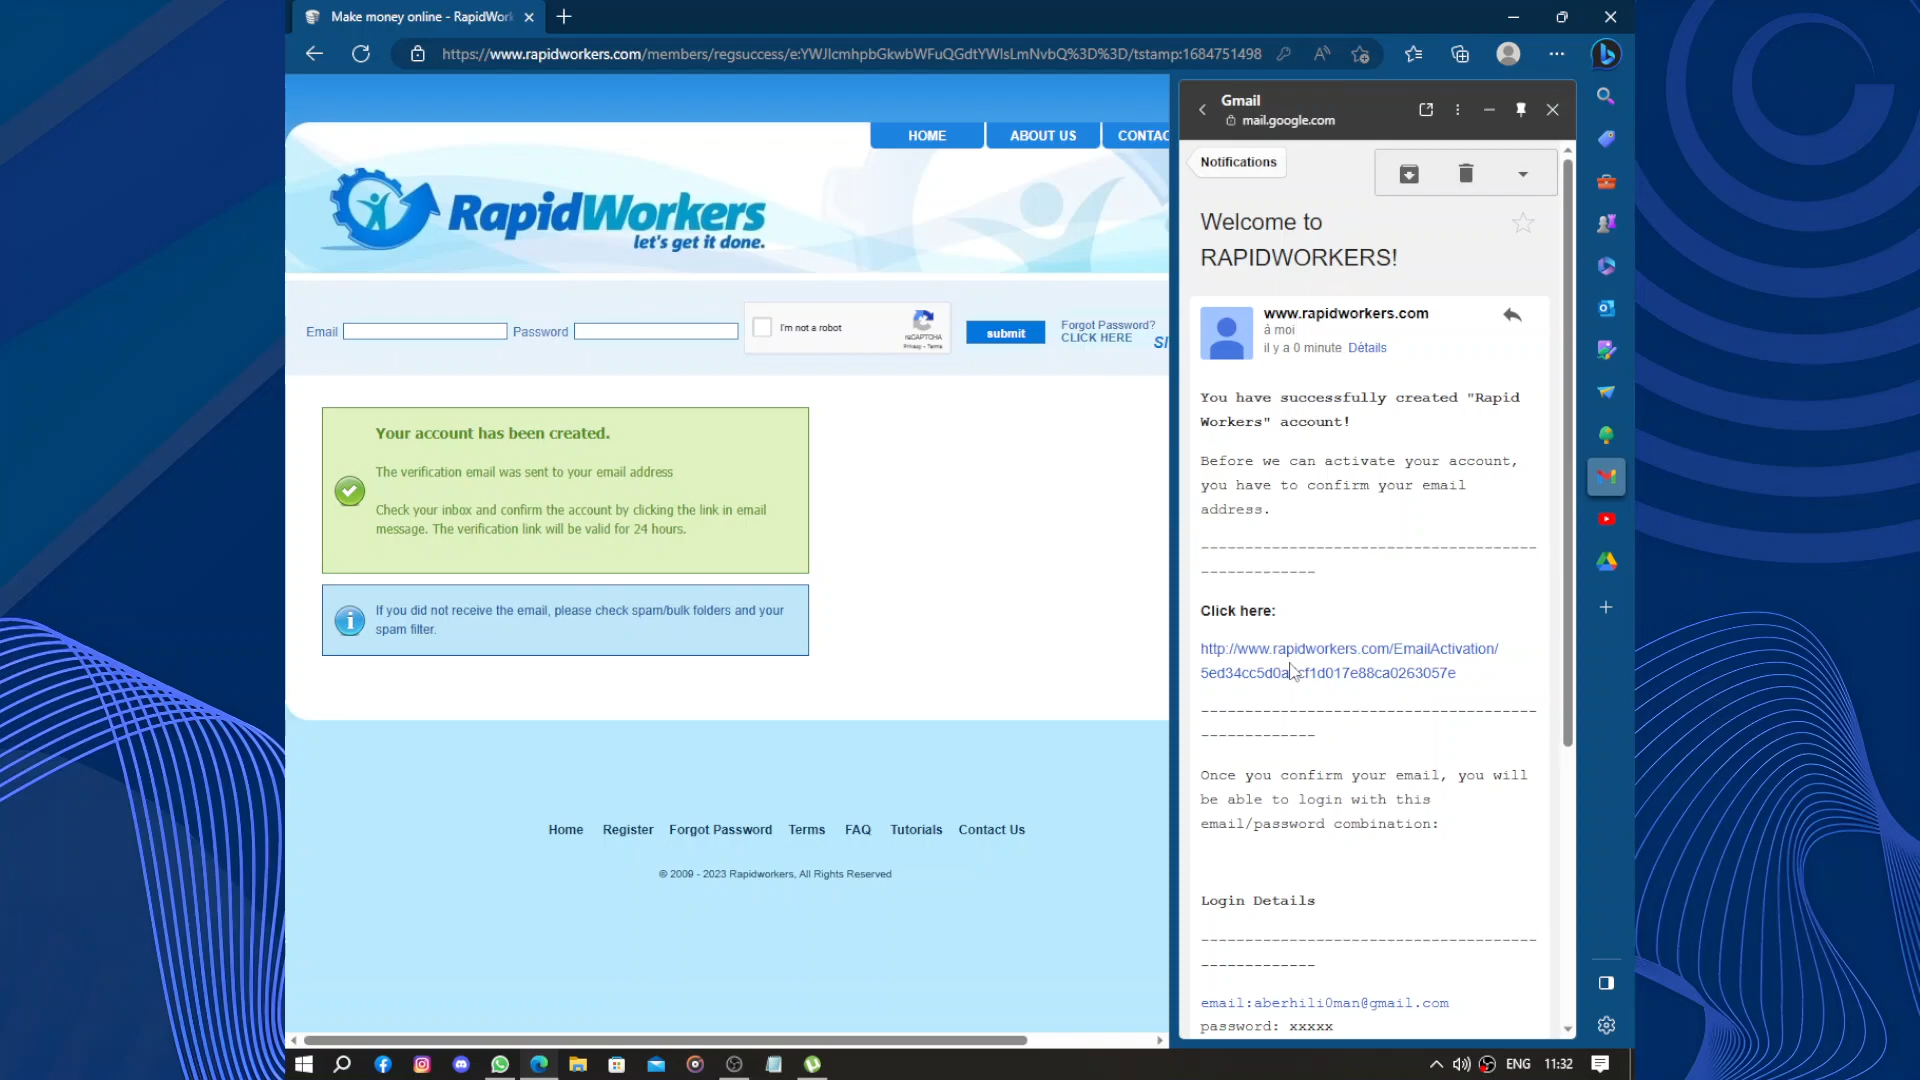 Make money online - RapidWork
https://www.rapidworkers.com/members/regsuccess/e:YWJlcmhpbGkwbWFuQGdtYWlsLmNvbQ%3D%3D/tstamp:1684751498
HOME ABOUT US CONTAC
RapidWorkers
let's get it done.
Email Password I'm not a robot reCAPTCHA
Privacy - Terms
submit Forgot Password?
CLICK HERE SI
Your account has been created.
The verification email was sent to your email address
Check your inbox and confirm the account by clicking the link in email
message. The verification link will be valid for 24 hours.
If you did not receive the email, please check spam/bulk folders and your
spam filter.
Home Register Forgot Password Terms FAQ Tutorials Contact Us
© 2009 - 2023 Rapidworkers, All Rights Reserved
Gmail
mail.google.com
Notifications
Welcome to
RAPIDWORKERS!
www.rapidworkers.com
à moi
il y a 0 minute Détails
You have successfully created "Rapid
Workers" account!
Before we can activate your account,
you have to confirm your email
address.
--------------------------------------
-------------
Click here:
http://www.rapidworkers.com/EmailActivation/
--------------------------------------
-------------
Once you confirm your email, you will
be able to login with this
email/password combination:
Login Details
--------------------------------------
-------------
email:aberhili0man@gmail.com
password: xxxxx
ENG 11:32